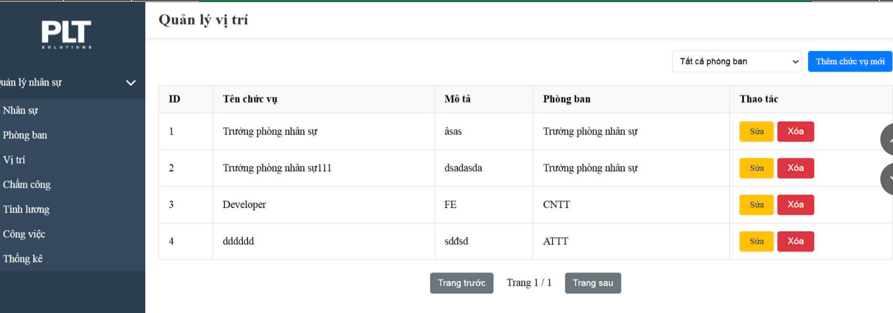 PLT
SOLUTIONS
Quản lý vị trí
uản lý nhân sự
Nhân sự
Phòng ban
Vị trí
Chấm công
Tính lương
Công việc
Thống kê
Tất cả phòng ban Thêm chức vụ mới
ID Tên chức vụ Mô tả Phòng ban Thao tác
1 Trưởng phòng nhân sự âsas Trưởng phòng nhân sự Sửa Xóa
2 Trưởng phòng nhân sự111 dsadasda Trưởng phòng nhân sự Sửa Xóa
3 Developer FE CNTT Sửa Xóa
4 dddddd sdđsd ATTT Sửa Xóa
Trang trước Trang 1 / 1 Trang sau